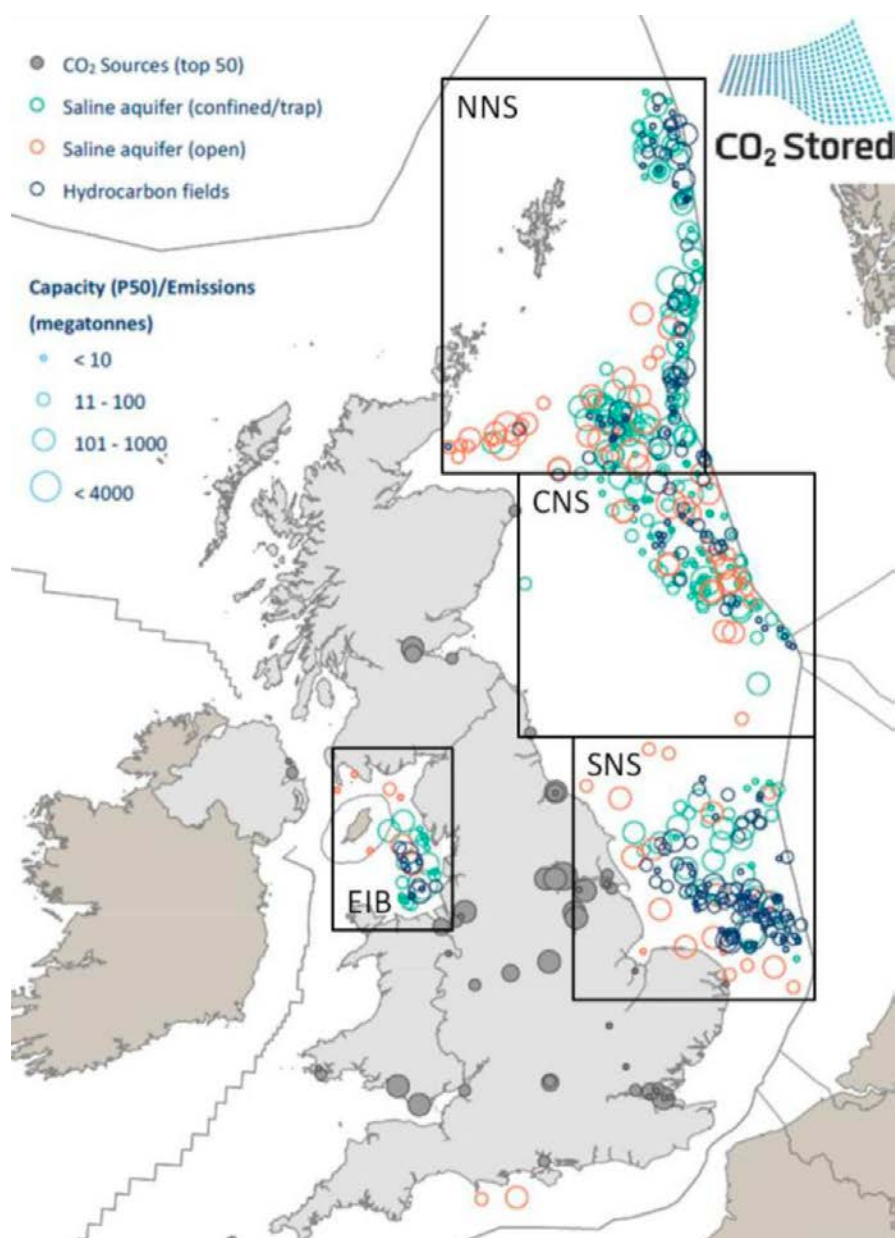 CO₂ Sources (top 50)
Saline aquifer (confined/trap)
Saline aquifer (open)
Hydrocarbon fields
Capacity (P50)/Emissions
(megatonnes)
< 10
11 - 100
101 - 1000
< 4000
NNS
CO₂ Stored
CNS
SNS
EIB